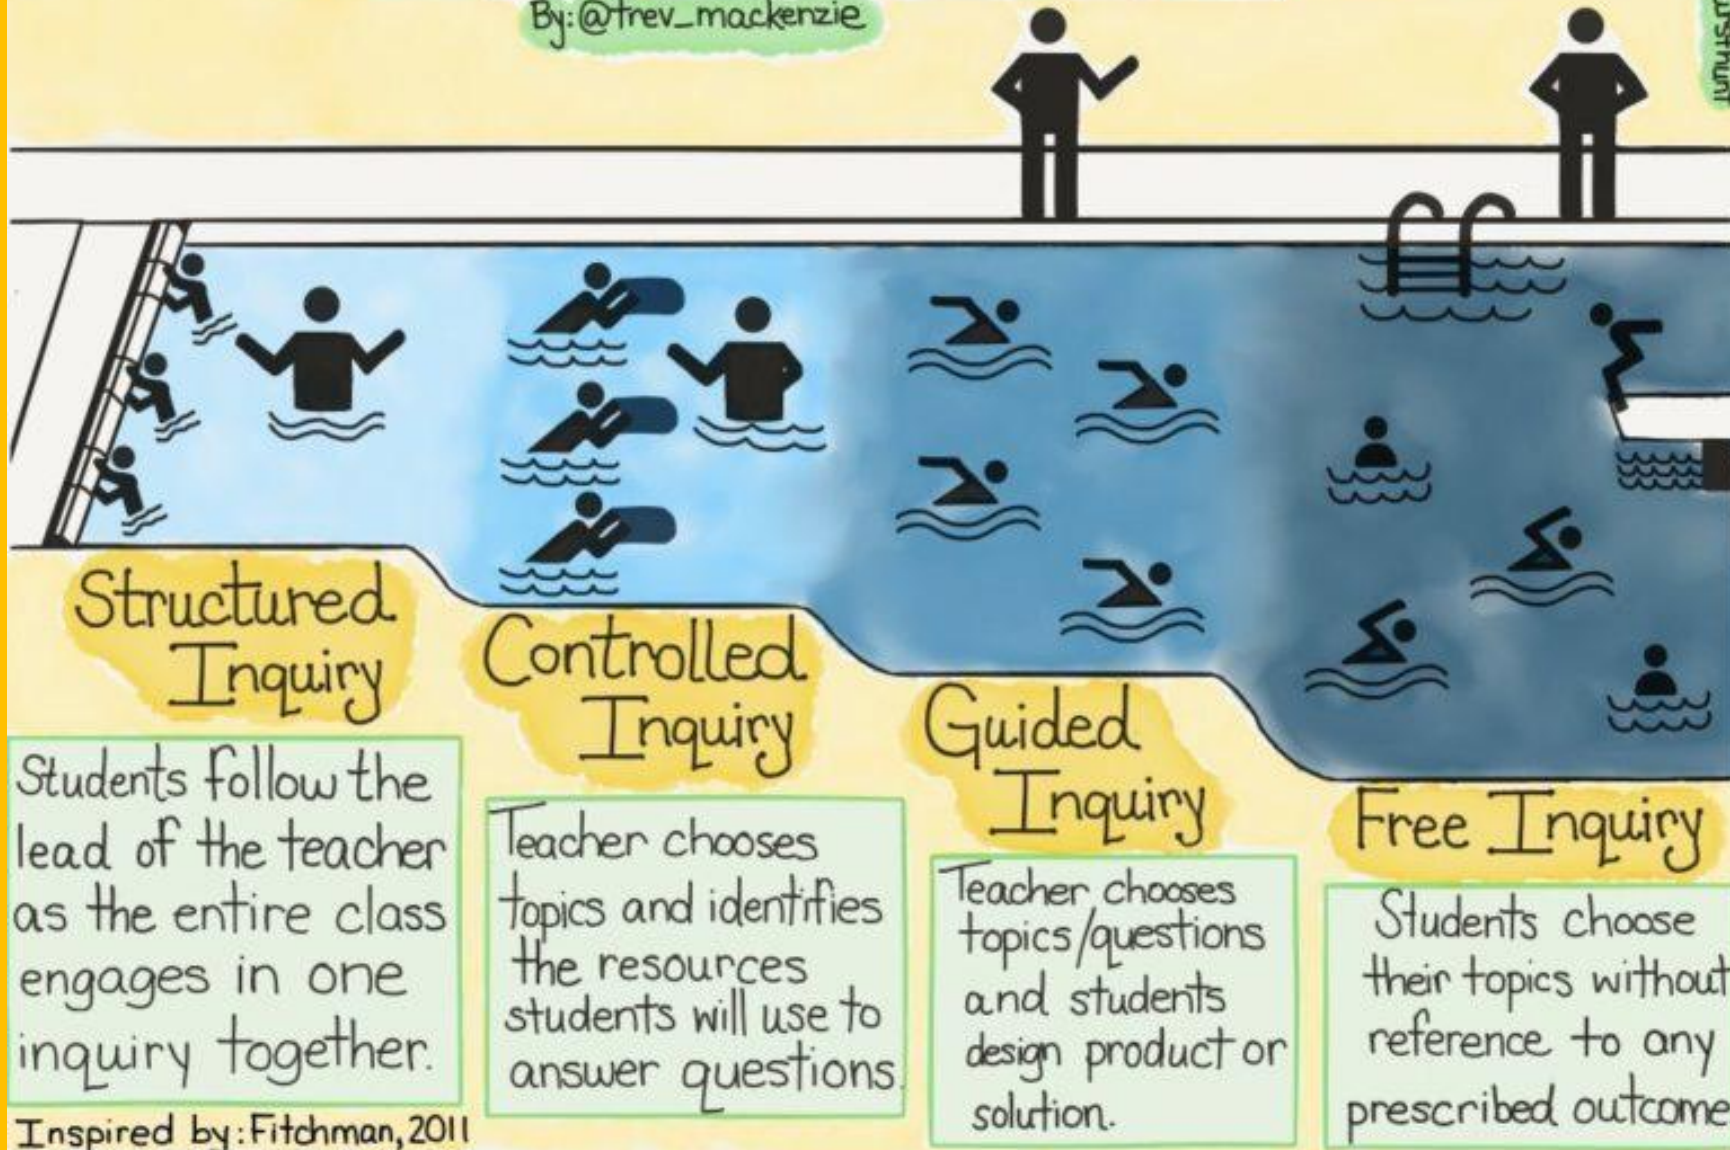 By: @trev_mackenzie
Structured
Inquiry
Controlled
Inquiry
Guided
Inquiry
Free Inquiry
Students follow the
lead of the teacher
as the entire class
engages in one
inquiry together.
Teacher chooses
topics and identifies
the resources
students will use to
answer questions.
Teacher chooses
topics/questions
and students
design product or
solution.
Students choose
their topics without
reference to any
prescribed outcome
Inspired by: Fitchman, 2011